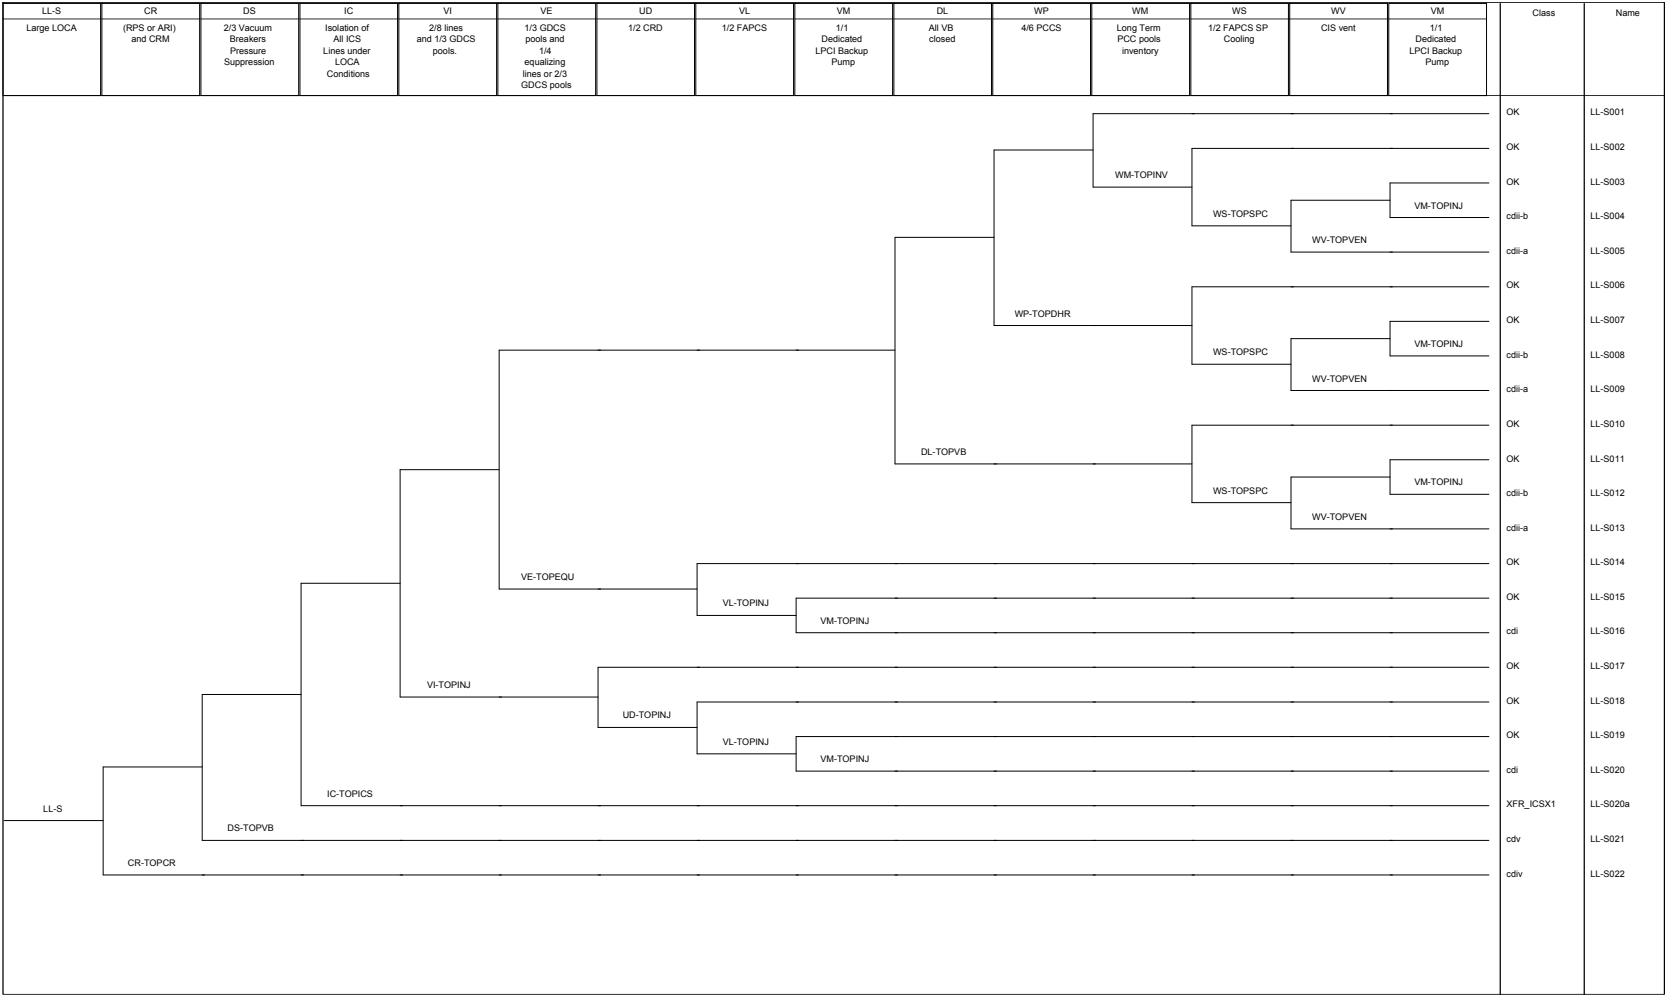 LL-S CR DS IC VI VE UD VL VM DL WP WM WS WV VM Class Name
Large LOCA
(RPS or ARI)
and CRM
2/3 Vacuum
Breakers
Pressure
Suppression
Isolation of
All ICS
Lines under
LOCA
Conditions
2/8 lines
and 1/3 GDCS
pools.
1/3 GDCS
pools and
1/4
equalizing
lines or 2/3
GDCS pools
1/2 CRD
1/2 FAPCS
1/1
Dedicated
LPCI Backup
Pump
All VB
closed
4/6 PCCS
Long Term
PCC pools
inventory
1/2 FAPCS SP
Cooling
CIS vent
1/1
Dedicated
LPCI Backup
Pump
OK LL-S001
OK LL-S002
WM-TOPINV
OK LL-S003
VM-TOPINJ
WS-TOPSPC
cdii-b LL-S004
WV-TOPVEN
cdii-a LL-S005
OK LL-S006
WP-TOPDHR
OK LL-S007
VM-TOPINJ
WS-TOPSPC
cdii-b LL-S008
WV-TOPVEN
cdii-a LL-S009
OK LL-S010
DL-TOPVB
OK LL-S011
VM-TOPINJ
WS-TOPSPC
cdii-b LL-S012
WV-TOPVEN
cdii-a LL-S013
OK LL-S014
VE-TOPEQU
OK LL-S015
VL-TOPINJ
VM-TOPINJ
cdi LL-S016
OK LL-S017
VI-TOPINJ
OK LL-S018
UD-TOPINJ
OK LL-S019
VL-TOPINJ
VM-TOPINJ
cdi LL-S020
IC-TOPICS
XFR_ICSX1 LL-S020a
LL-S
DS-TOPVB
cdv LL-S021
CR-TOPCR
cdiv LL-S022